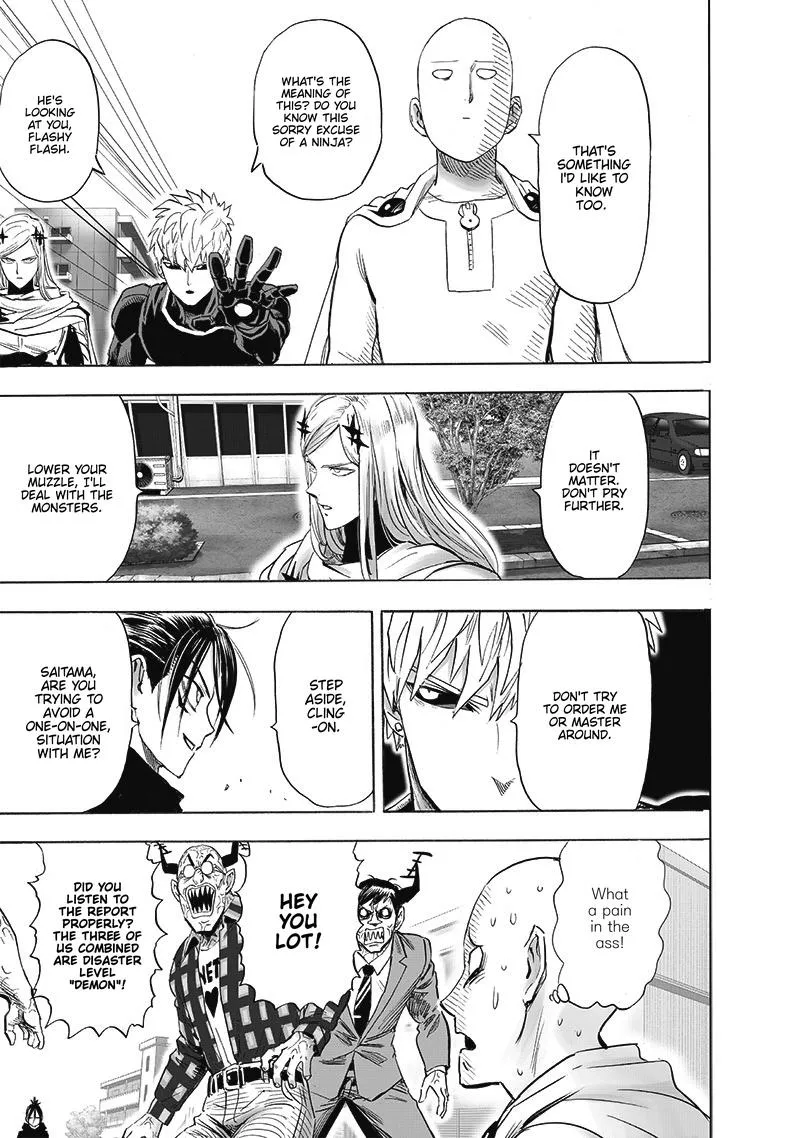 THAT'S
SOMETHING
I'D LIKE TO
KNOW
TOO.
WHAT'S THE
MEANING OF
THIS? DO YOU
KNOW THIS
SORRY EXCUSE
OF A NINJA?
HE'S
LOOKING
AT YOU,
FLASHY
FLASH.
IT
DOESN'T
MATTER.
DON'T PRY
FURTHER.
LOWER YOUR
MUZZLE, I'LL
DEAL WITH THE
MONSTERS.
DON'T TRY
TO ORDER ME
OR MASTER
AROUND.
STEP
ASIDE,
CLING
-ON.
SAITAMA,
ARE YOU
TRYING TO
AVOID A
ONE-ON-ONE,
SITUATION
WITH ME?
What
a pain
in the
ass!
HEY
YOU
LOT!
DID YOU
LISTEN TO
THE REPORT
PROPERLY?
THE THREE OF
US COMBINED
ARE DISASTER
LEVEL
"DEMON"!
NET